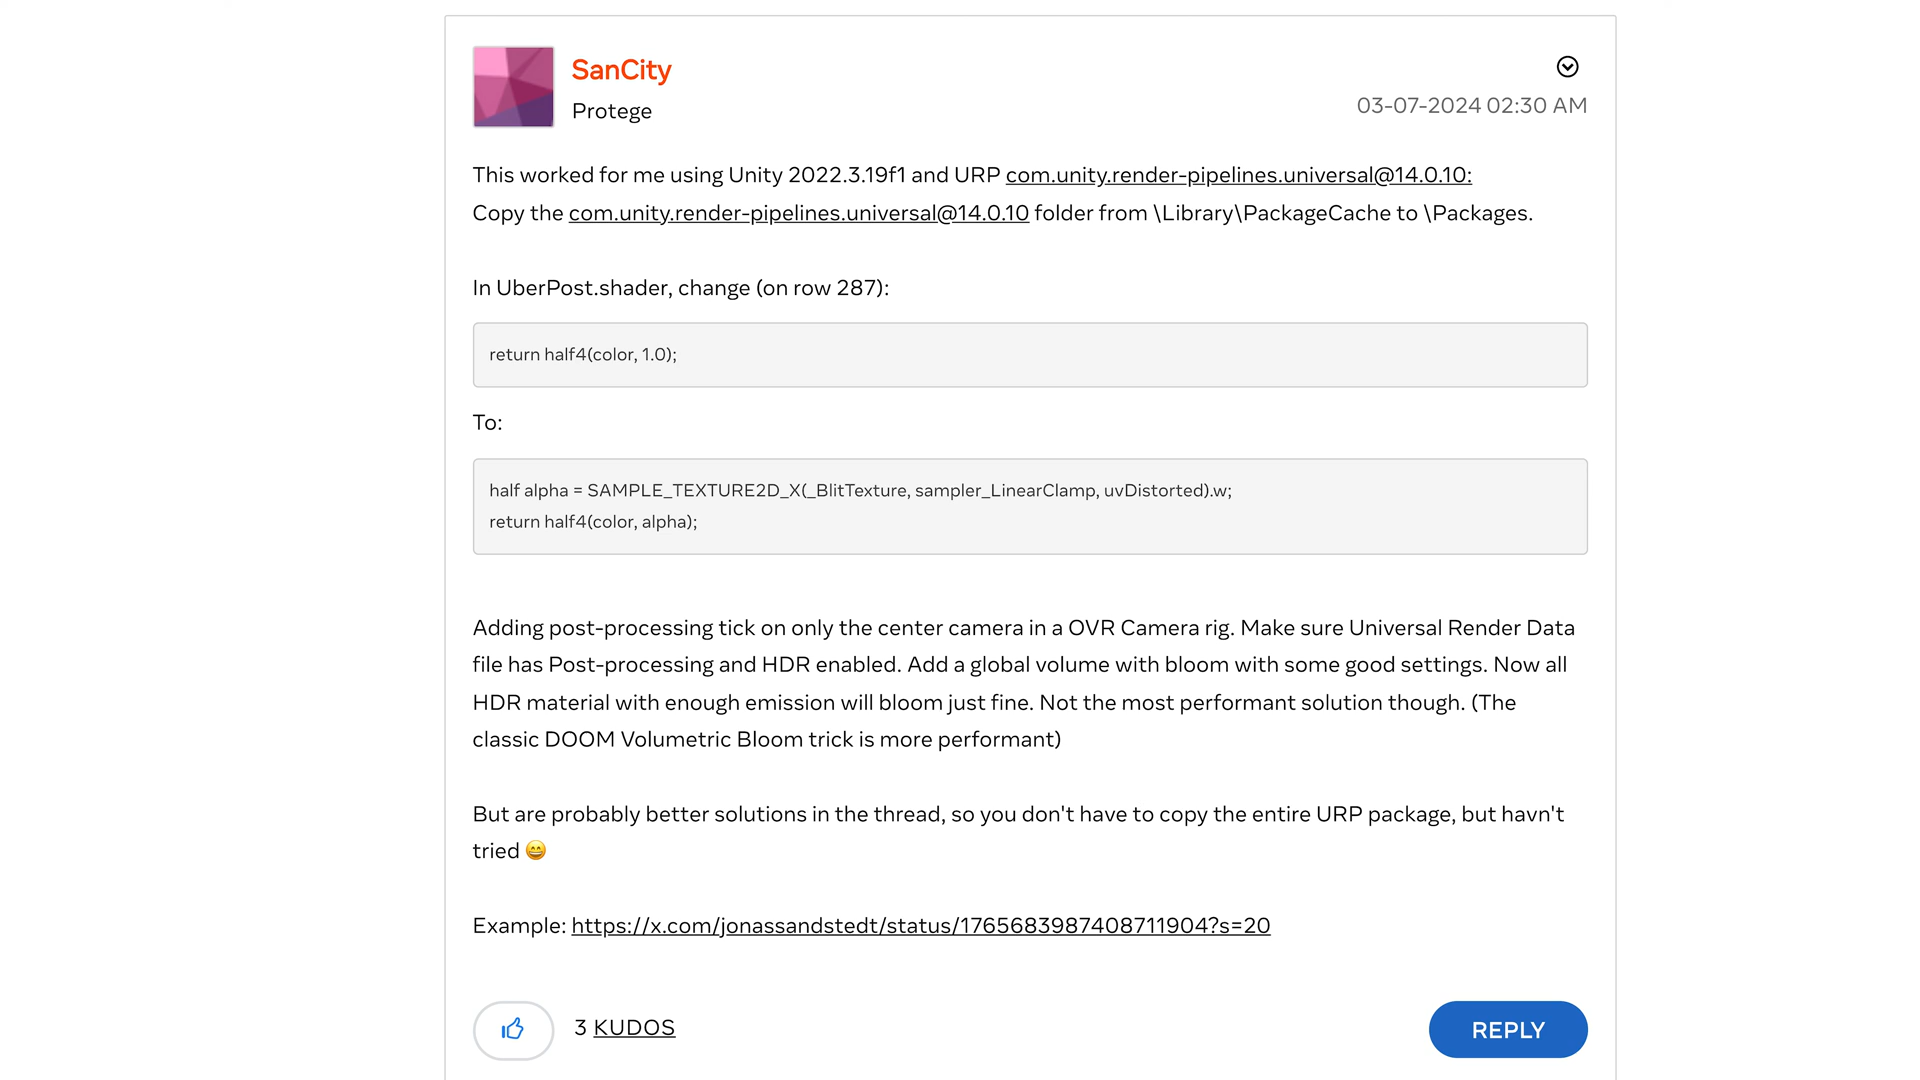 SanCity
Protege
03-07-2024 02:30 AM
This worked for me using Unity 2022.3.19f1 and URP com.unity.render-pipelines.universal@14.0.10:
Copy the com.unity.render-pipelines.universal@14.0.10 folder from \Library\PackageCache to \Packages.
In UberPost.shader, change (on row 287):
return half4(color, 1.0);
To:
half alpha = SAMPLE_TEXTURE2D_X(_BlitTexture, sampler_LinearClamp, uvDistorted).w;
return half4(color, alpha);
Adding post-processing tick on only the center camera in a OVR Camera rig. Make sure Universal Render Data
file has Post-processing and HDR enabled. Add a global volume with bloom with some good settings. Now all
HDR material with enough emission will bloom just fine. Not the most performant solution though. (The
classic DOOM Volumetric Bloom trick is more performant)
But are probably better solutions in the thread, so you don't have to copy the entire URP package, but havn't
tried 😄
Example: https://x.com/jonassandstedt/status/1765683987408711904?s=20
3 KUDOS
REPLY